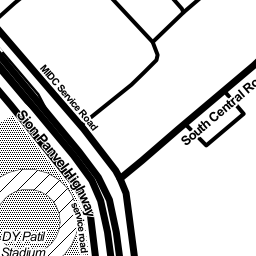 MIDC Service Road
South Central Ro
Sion Panvel Highway
service road
DY Patil
Stadium